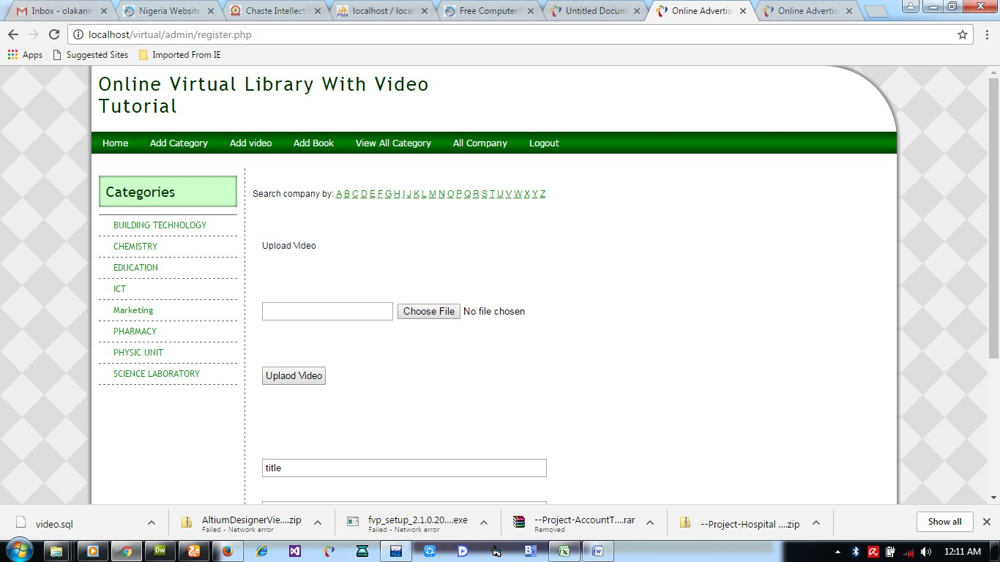 Inbox - olakanm
Nigeria Website
Chaste Intellect
localhost / local
Free Computer
Untitled Docum
Online Advertis
Online Advertis
localhost/virtual/admin/register.php
Apps
Suggested Sites
Imported From IE
Online Virtual Library With Video
Tutorial
Home
Add Category
Add video
Add Book
View All Category
All Company
Logout
Categories
BUILDING TECHNOLOGY
CHEMISTRY
EDUCATION
ICT
Marketing
PHARMACY
PHYSIC UNIT
SCIENCE LABORATORY
Search company by: A B C D E F G H I J K L M N O P Q R S T U V W X Y Z
Upload Video
Choose File No file chosen
Uplaod Video
title
video.sql
AltiumDesignerVie....zip
Failed - Network error
fvp_setup_2.1.0.20....exe
Failed - Network error
--Project-AccountT....rar
Removed
--Project-Hospital ....zip
Show all
Dw
12:11 AM